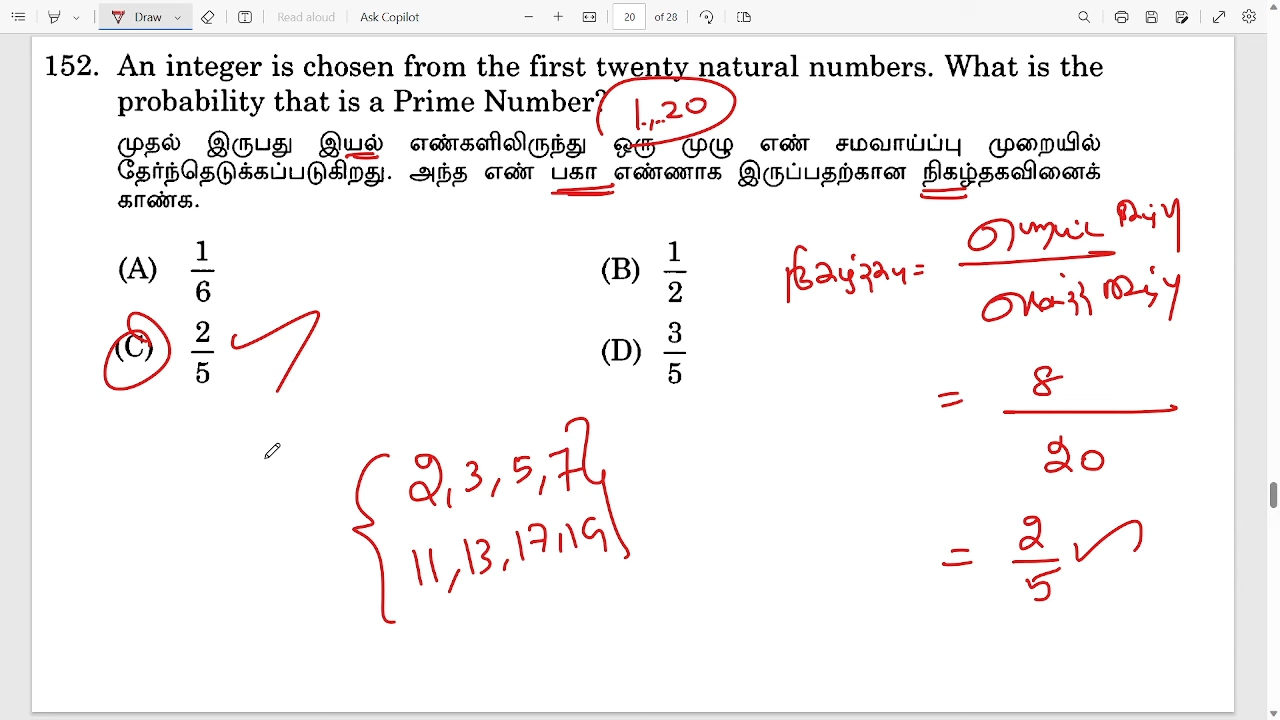 Draw Read aloud Ask Copilot 20 of 28
152. An integer is chosen from the first twenty natural numbers. What is the
probability that is a Prime Number?
1,..20
முதல் இருபது இயல் எண்களிலிருந்து ஒரு முழு எண் சமவாய்ப்பு முறையில்
தேர்ந்தெடுக்கப்படுகிறது. அந்த எண் பகா எண்ணாக இருப்பதற்கான நிகழ்தகவினைக்
காண்க.
(A) 1/6 (B) 1/2
(C) 2/5 (D) 3/5
= 8/20
2, 3, 5, 7,
11, 13, 17, 19
= 2/5